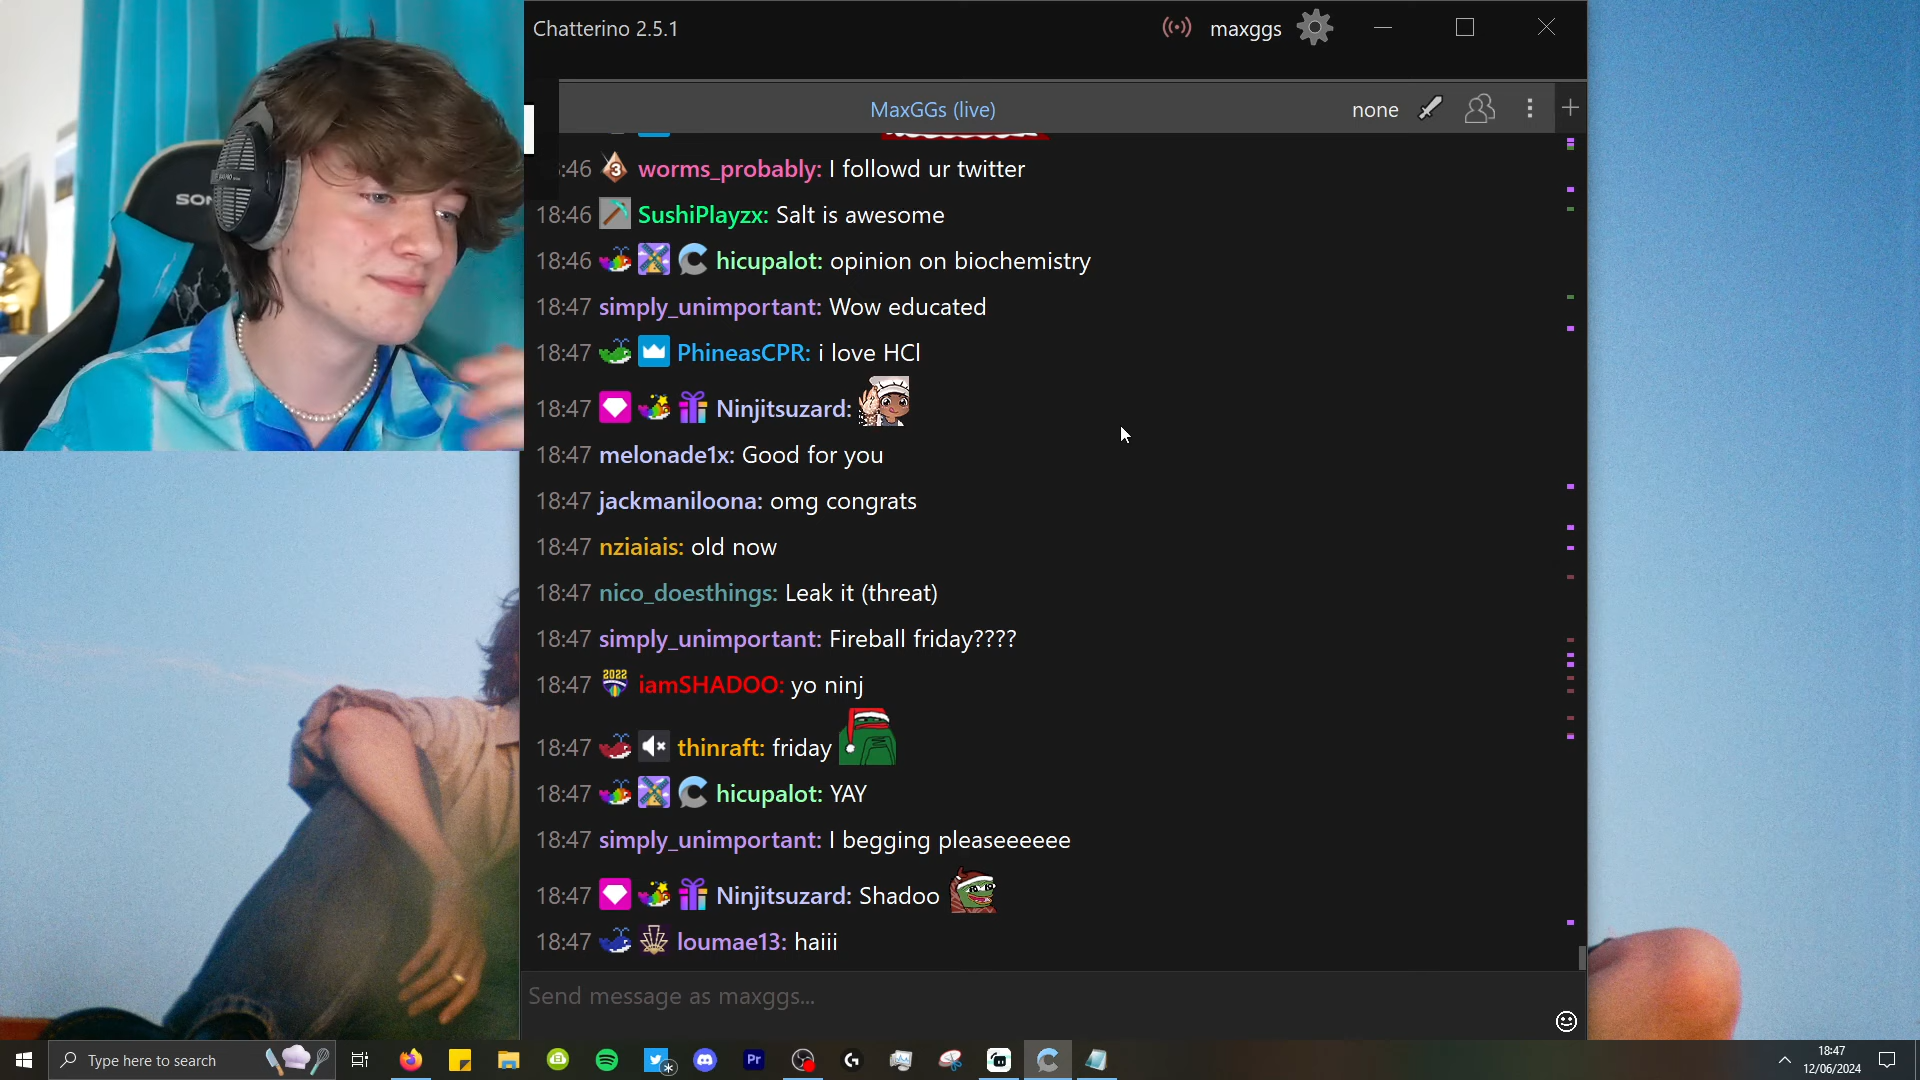 Chatterino 2.5.1
maxggs
MaxGGs (live)
none
:46 worms_probably: I followd ur twitter
18:46 SushiPlayzx: Salt is awesome
18:46 hicupalot: opinion on biochemistry
18:47 simply_unimportant: Wow educated
18:47 PhineasCPR: i love HCl
18:47 Ninjitsuzard:
18:47 melonade1x: Good for you
18:47 jackmaniloona: omg congrats
18:47 nziaiais: old now
18:47 nico_doesthings: Leak it (threat)
18:47 simply_unimportant: Fireball friday????
18:47 2022 iamSHADOO: yo ninj
18:47 thinraft: friday
18:47 hicupalot: YAY
18:47 simply_unimportant: I begging pleaseeeeee
18:47 Ninjitsuzard: Shadoo
18:47 loumae13: haiii
Send message as maxggs...
Type here to search
Pr
18:47
12/06/2024